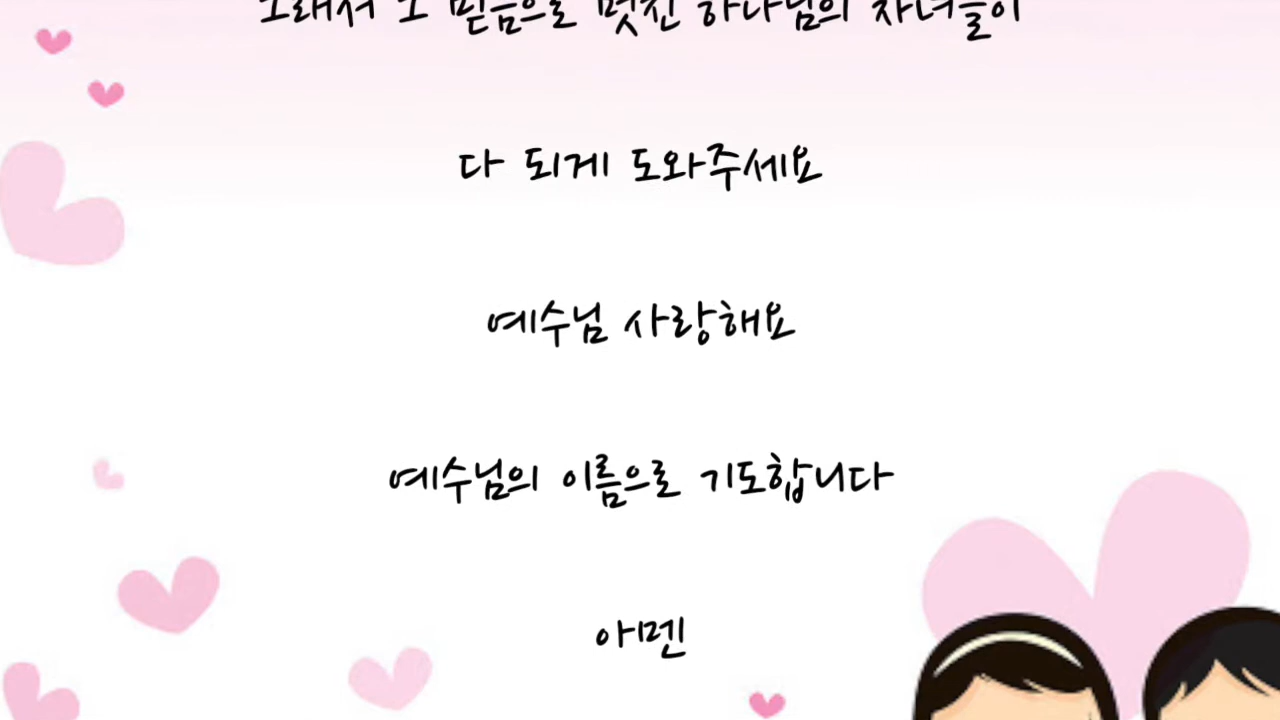 그래서 그 믿음으로 멋진 하나님의 자녀들이
다 되게 도와주세요
예수님 사랑해요
예수님의 이름으로 기도합니다
아멘